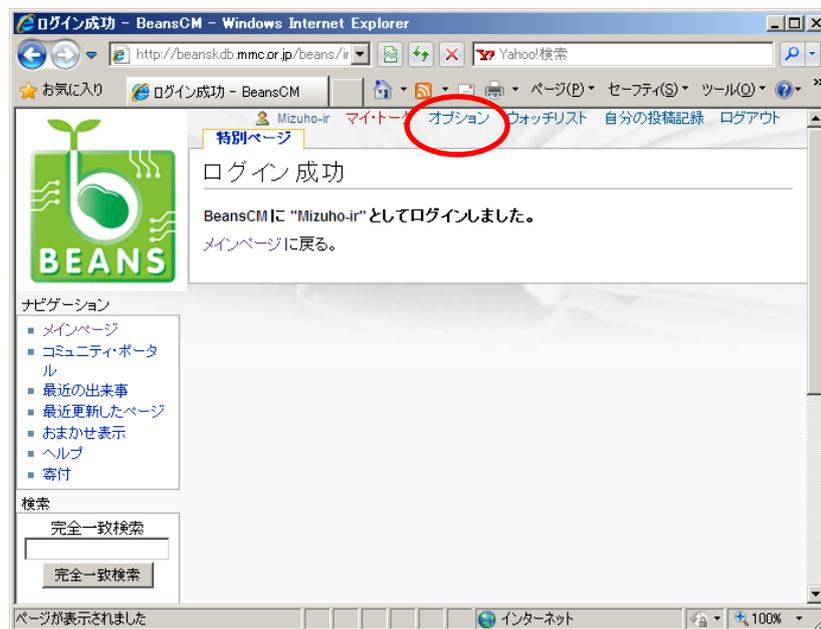 ログイン成功 - BeansCM - Windows Internet Explorer
http://beanskdb.mmc.or.jp/beans/ir
Yahoo!検索
お気に入り
ログイン成功 - BeansCM
ページ(P)
セーフティ(S)
ツール(O)
»
Mizuho-ir マイ・トーク オプション ウォッチリスト 自分の投稿記録 ログアウト
特別ページ
ログイン成功
BeansCMに "Mizuho-ir" としてログインしました。
メインページに戻る。
BEANS
ナビゲーション
メインページ
コミュニティ・ポータ
ル
最近の出来事
最近更新したページ
おまかせ表示
ヘルプ
寄付
検索
完全一致検索
完全一致検索
ページが表示されました
インターネット
100%